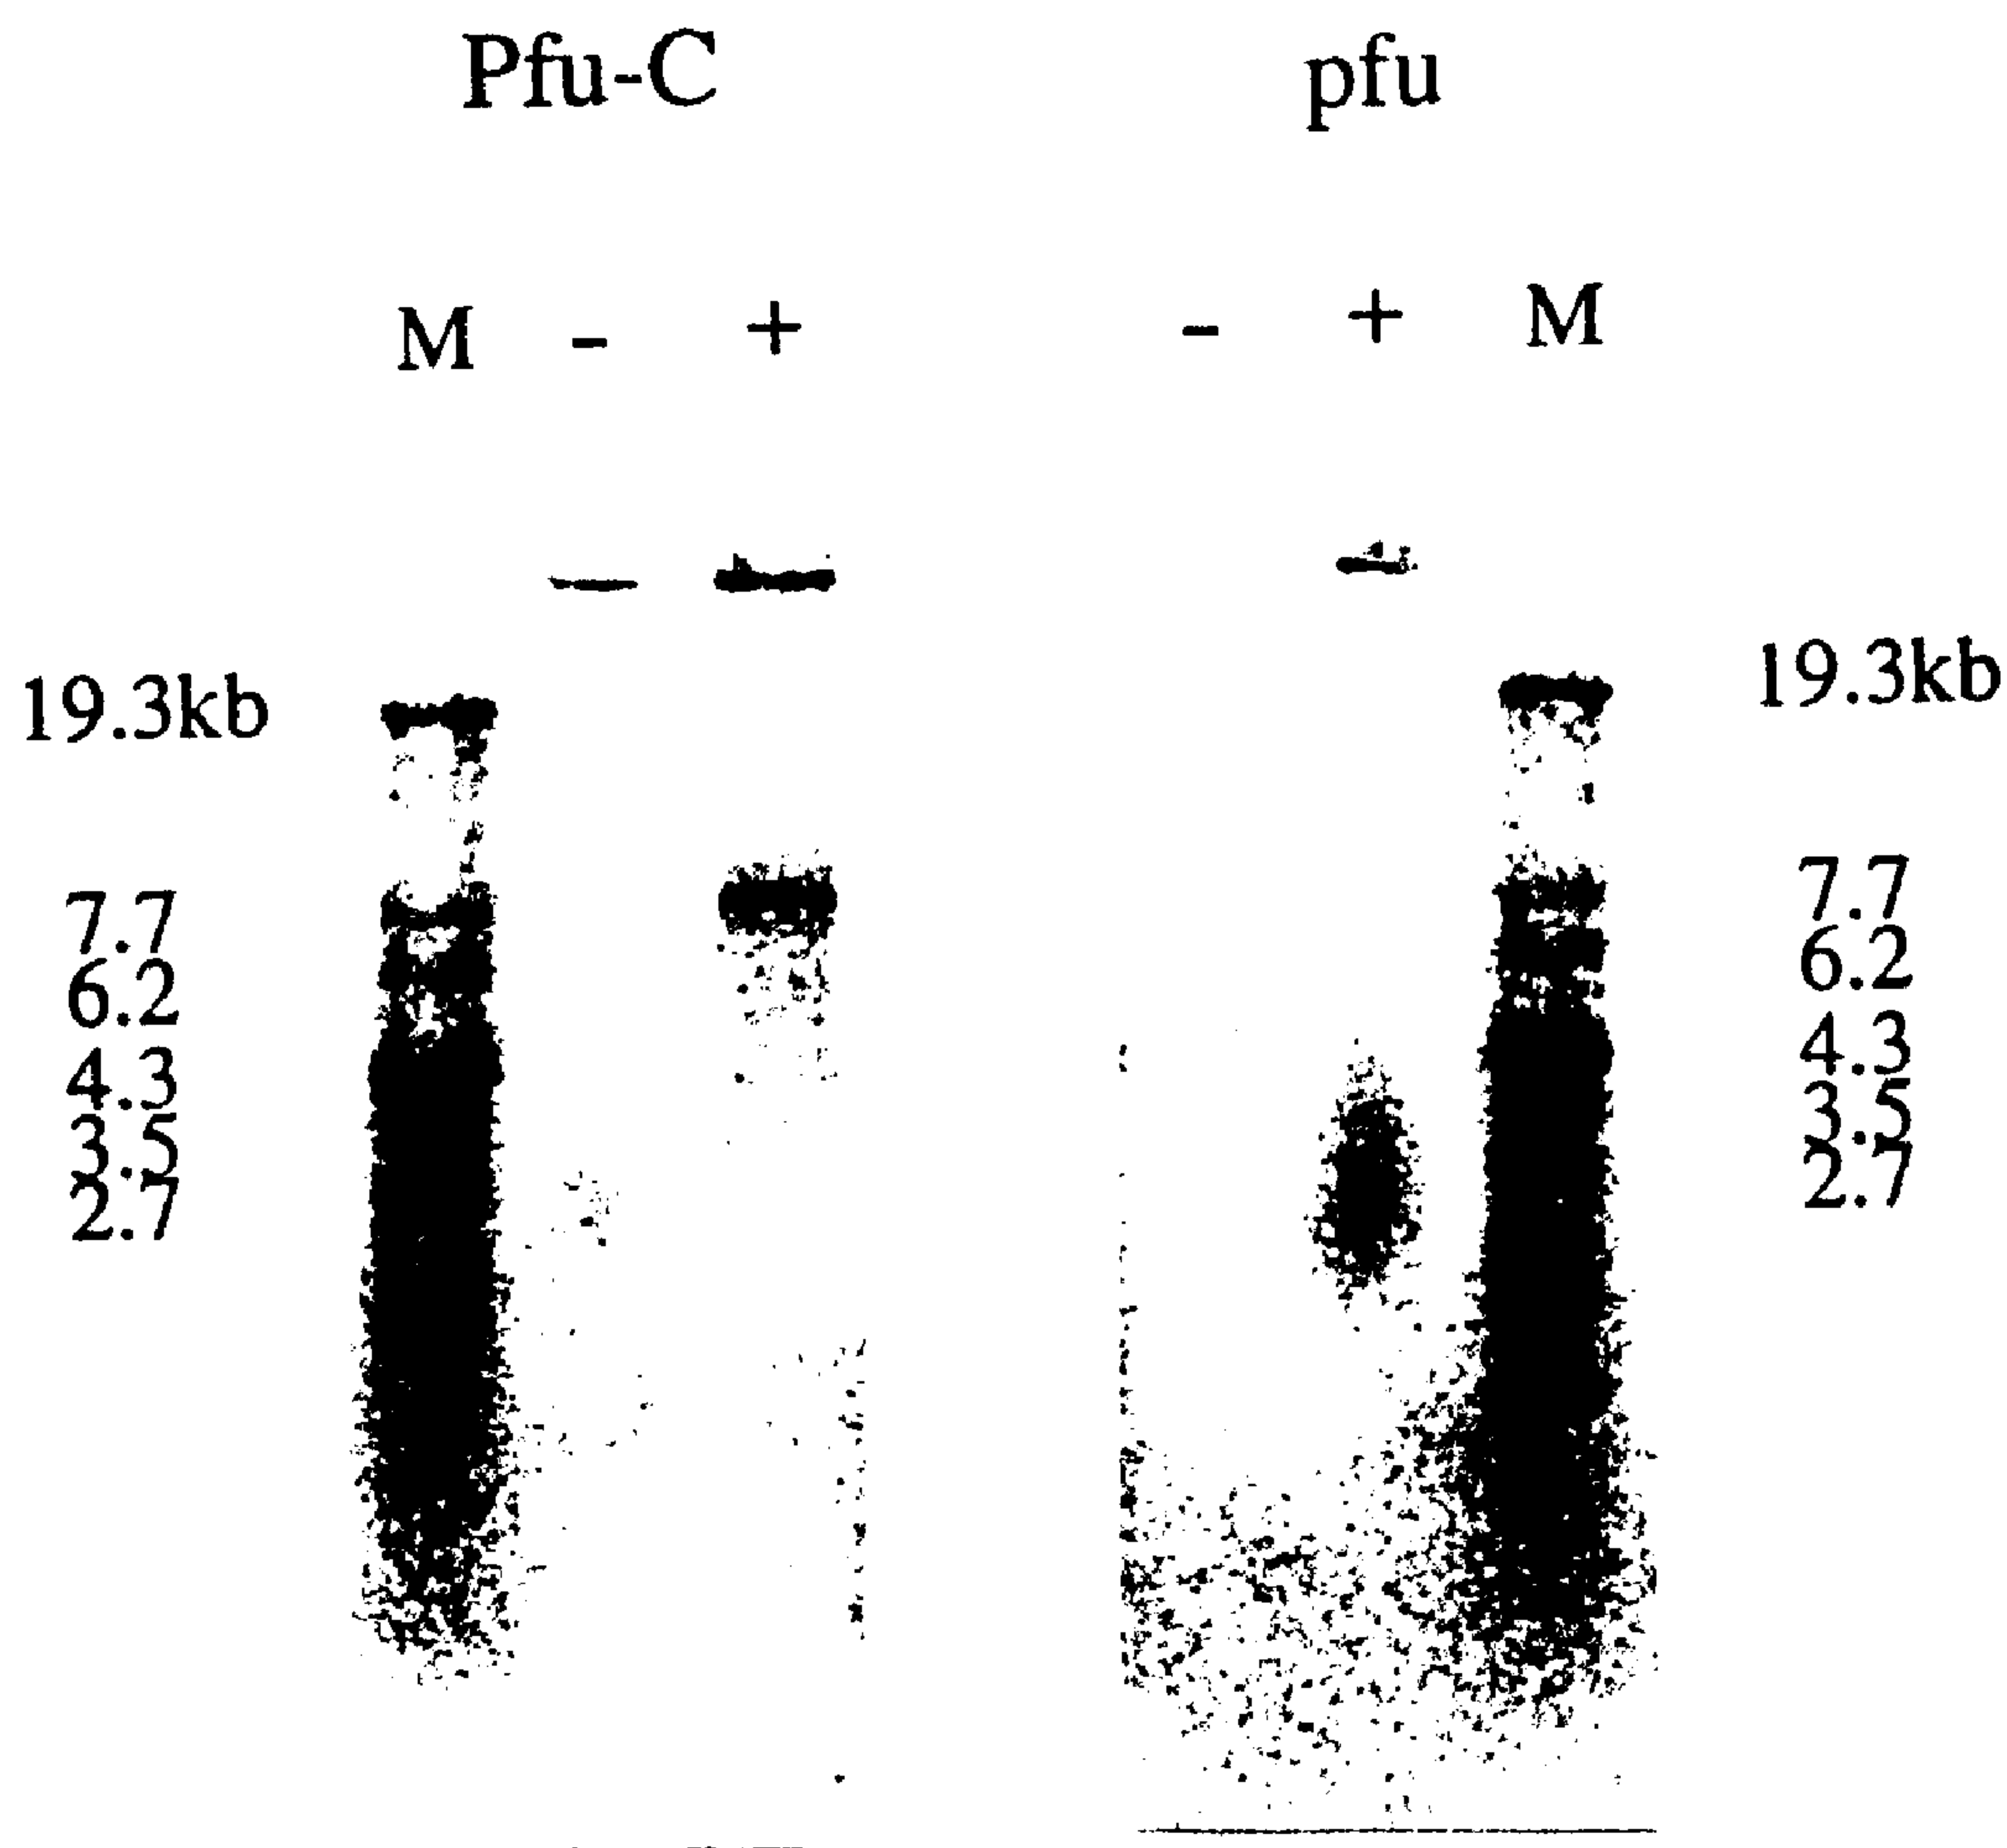 Pfu-C pfu
M - + - + M
19.3kb 19.3kb
7.7 7.7
6.2 6.2
4.3 4.3
3.5 3.5
2.7 2.7